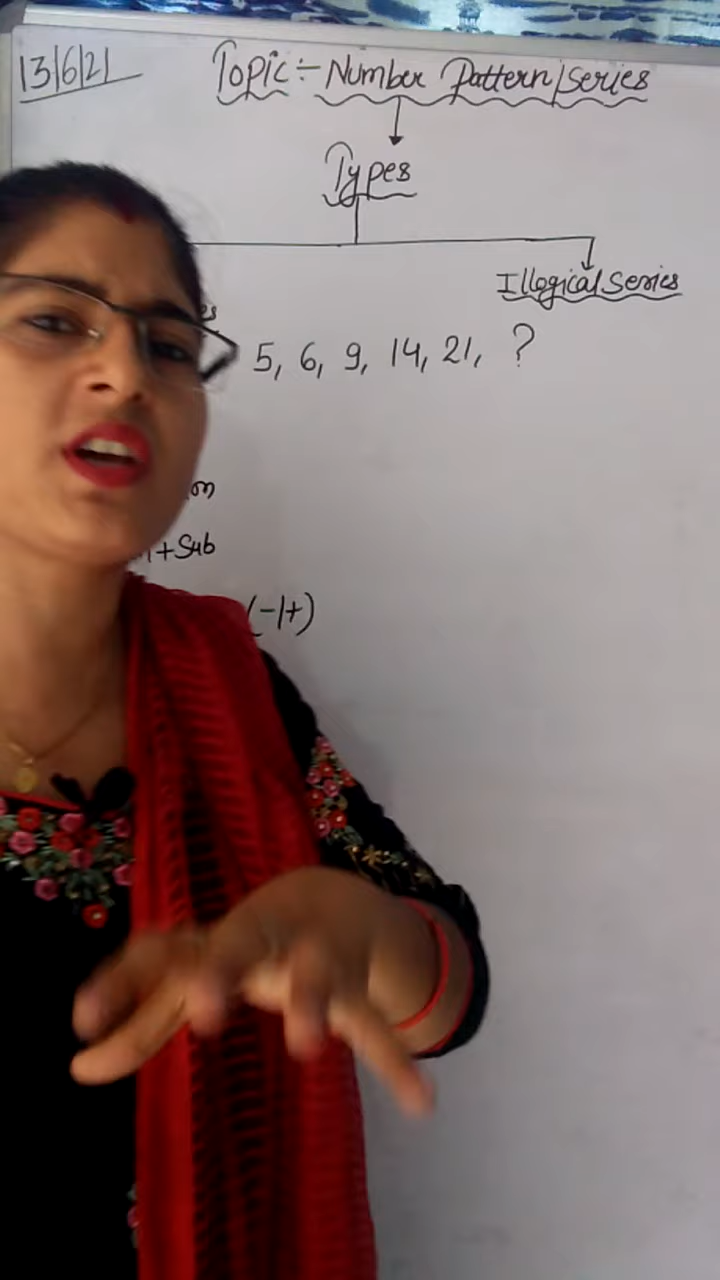 13/6/21
Topic:- Number Pattern/Series
Types
Illogical Series
5, 6, 9, 14, 21, ?
+Sub
(-/+)